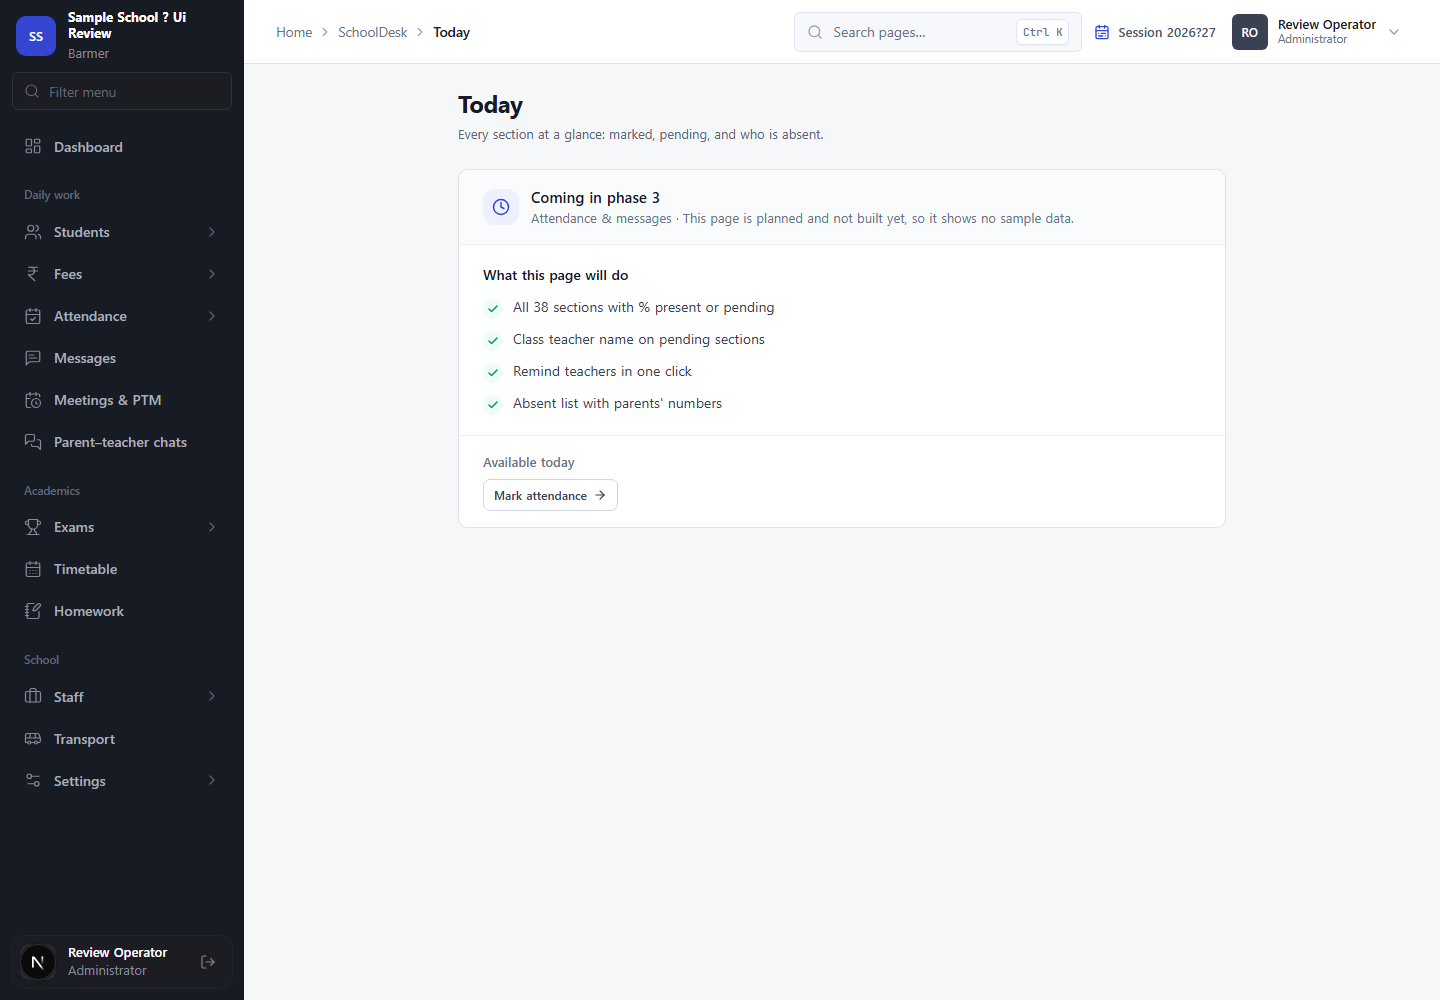 Sample School ? Ui
Review
SS
Barmer
Filter menu
Dashboard
Daily work
Students
Fees
Attendance
Messages
Meetings & PTM
Parent–teacher chats
Academics
Exams
Timetable
Homework
School
Staff
Transport
Settings
N
Review Operator
Administrator
Home > SchoolDesk > Today
Search pages...
Ctrl K
Session 2026?27
RO
Review Operator
Administrator
Today
Every section at a glance: marked, pending, and who is absent.
Coming in phase 3
Attendance & messages · This page is planned and not built yet, so it shows no sample data.
What this page will do
All 38 sections with % present or pending
Class teacher name on pending sections
Remind teachers in one click
Absent list with parents' numbers
Available today
Mark attendance →